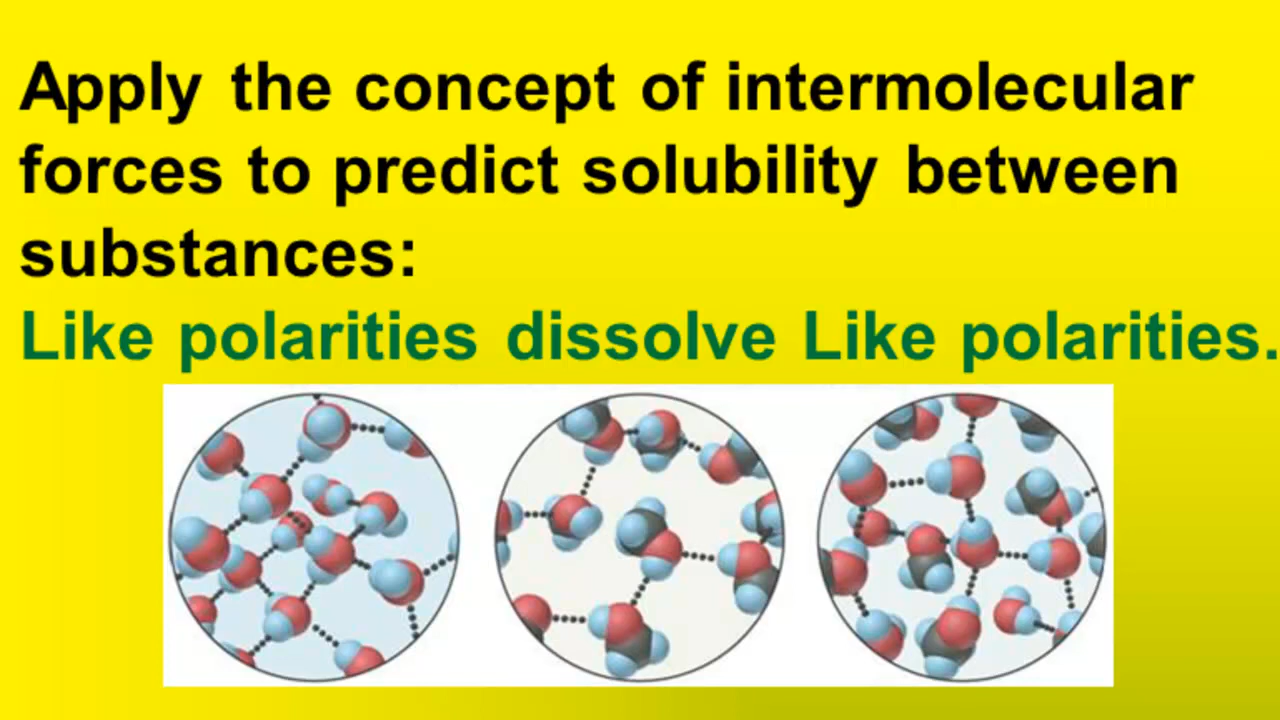 Apply the concept of intermolecular
forces to predict solubility between
substances:
Like polarities dissolve Like polarities.